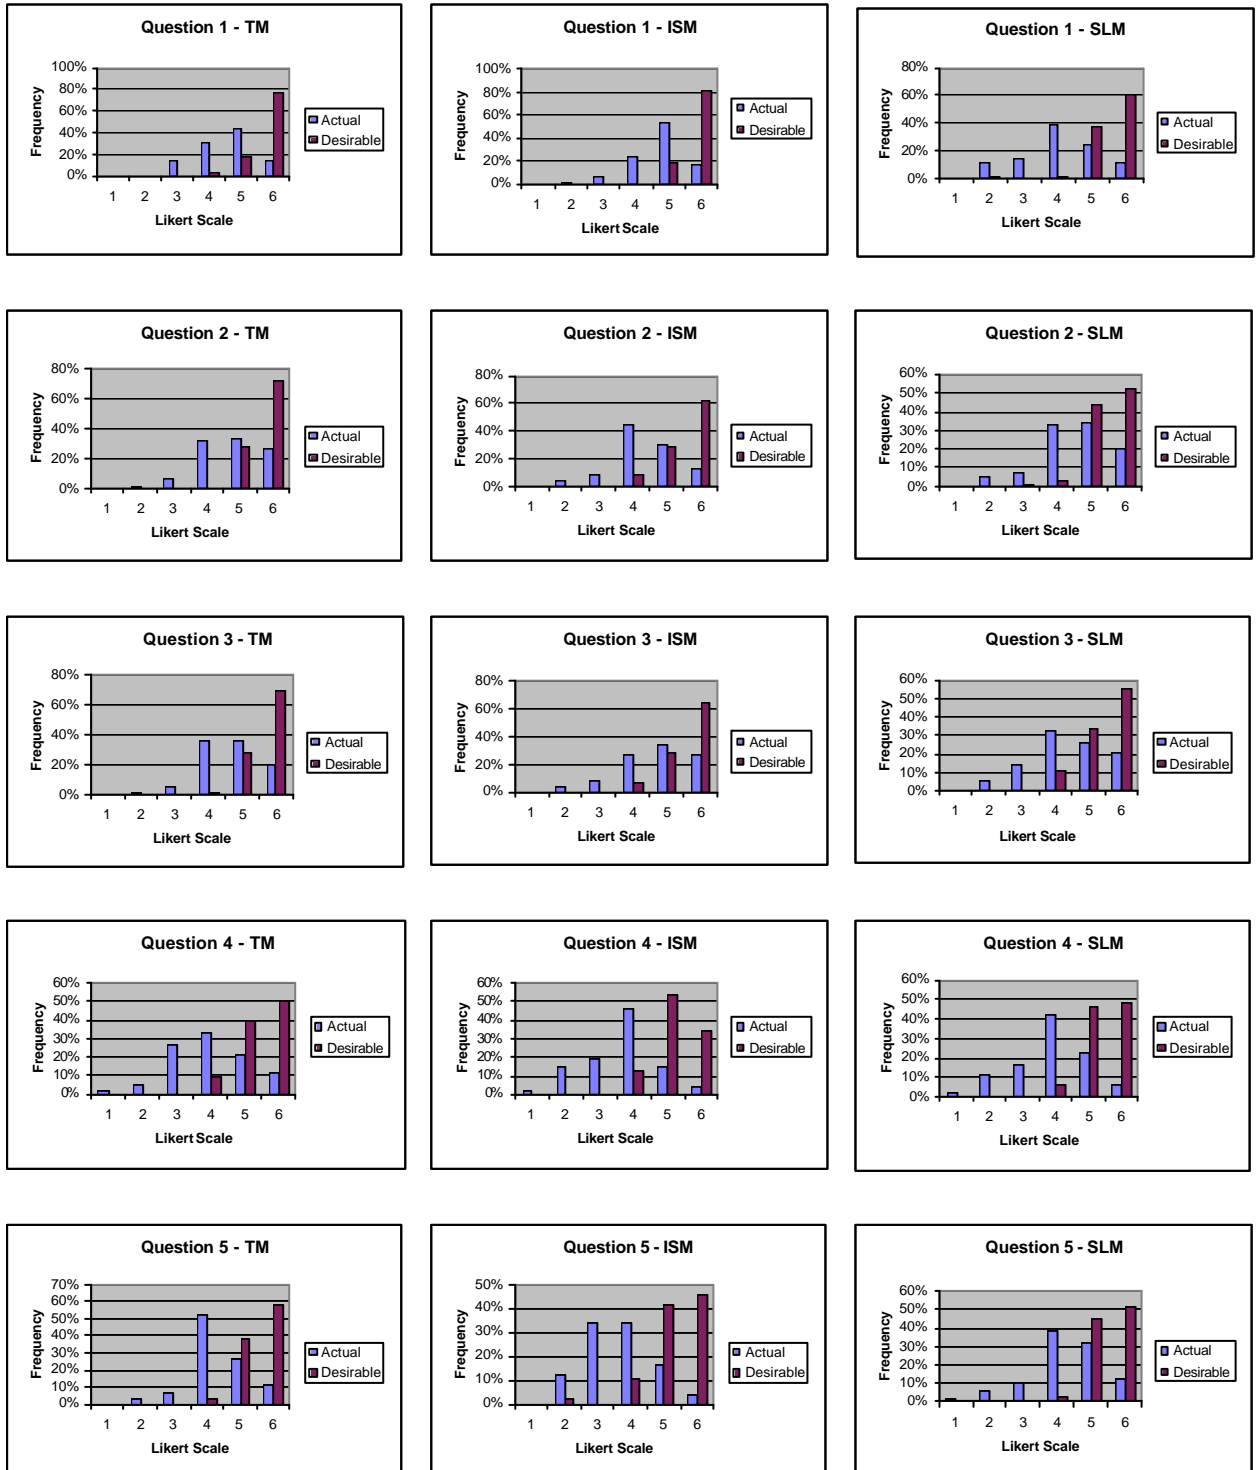 Question 1 - TM
100%
80%
60%
40%
20%
0%
Frequency
1 2 3 4 5 6
Likert Scale
Actual
Desirable
Question 1 - ISM
100%
80%
60%
40%
20%
0%
Frequency
1 2 3 4 5 6
Likert Scale
Actual
Desirable
Question 1 - SLM
80%
60%
40%
20%
0%
Frequency
1 2 3 4 5 6
Likert Scale
Actual
Desirable
Question 2 - TM
80%
60%
40%
20%
0%
Frequency
1 2 3 4 5 6
Likert Scale
Actual
Desirable
Question 2 - ISM
80%
60%
40%
20%
0%
Frequency
1 2 3 4 5 6
Likert Scale
Actual
Desirable
Question 2 - SLM
60%
50%
40%
30%
20%
10%
0%
Frequency
1 2 3 4 5 6
Likert Scale
Actual
Desirable
Question 3 - TM
80%
60%
40%
20%
0%
Frequency
1 2 3 4 5 6
Likert Scale
Actual
Desirable
Question 3 - ISM
80%
60%
40%
20%
0%
Frequency
1 2 3 4 5 6
Likert Scale
Actual
Desirable
Question 3 - SLM
60%
50%
40%
30%
20%
10%
0%
Frequency
1 2 3 4 5 6
Likert Scale
Actual
Desirable
Question 4 - TM
60%
50%
40%
30%
20%
10%
0%
Frequency
1 2 3 4 5 6
Likert Scale
Actual
Desirable
Question 4 - ISM
60%
50%
40%
30%
20%
10%
0%
Frequency
1 2 3 4 5 6
Likert Scale
Actual
Desirable
Question 4 - SLM
60%
50%
40%
30%
20%
10%
0%
Frequency
1 2 3 4 5 6
Likert Scale
Actual
Desirable
Question 5 - TM
70%
60%
50%
40%
30%
20%
10%
0%
Frequency
1 2 3 4 5 6
Likert Scale
Actual
Desirable
Question 5 - ISM
50%
40%
30%
20%
10%
0%
Frequency
1 2 3 4 5 6
Likert Scale
Actual
Desirable
Question 5 - SLM
60%
50%
40%
30%
20%
10%
0%
Frequency
1 2 3 4 5 6
Likert Scale
Actual
Desirable